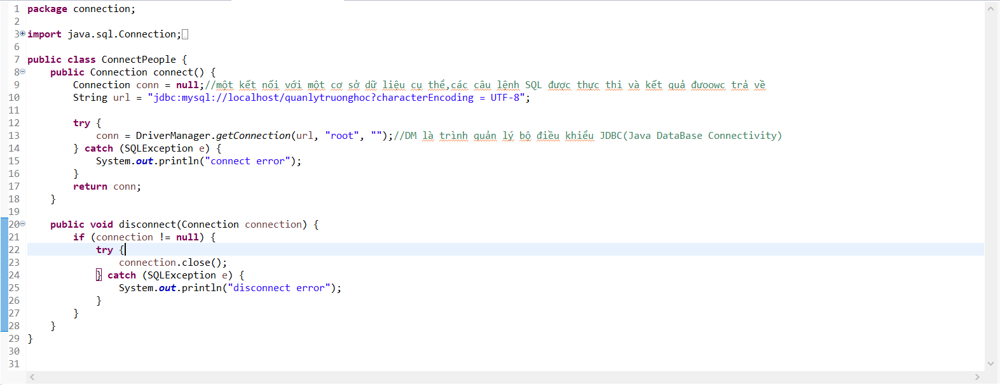 1 package connection;
2
3 import java.sql.Connection;
6
7 public class ConnectPeople {
8 public Connection connect() {
9 Connection conn = null;//một kết nối với một cơ sở dữ liệu cụ thể,các câu lệnh SQL được thực thi và kết quả đưoowc trả về
10 String url = "jdbc:mysql://localhost/quanlytruonghoc?characterEncoding = UTF-8";
11
12 try {
13 conn = DriverManager.getConnection(url, "root", "");//DM là trình quản lý bộ điều khiểu JDBC(Java DataBase Connectivity)
14 } catch (SQLException e) {
15 System.out.println("connect error");
16 }
17 return conn;
18 }
19
20 public void disconnect(Connection connection) {
21 if (connection != null) {
22 try {
23 connection.close();
24 } catch (SQLException e) {
25 System.out.println("disconnect error");
26 }
27 }
28 }
29 }
30
31